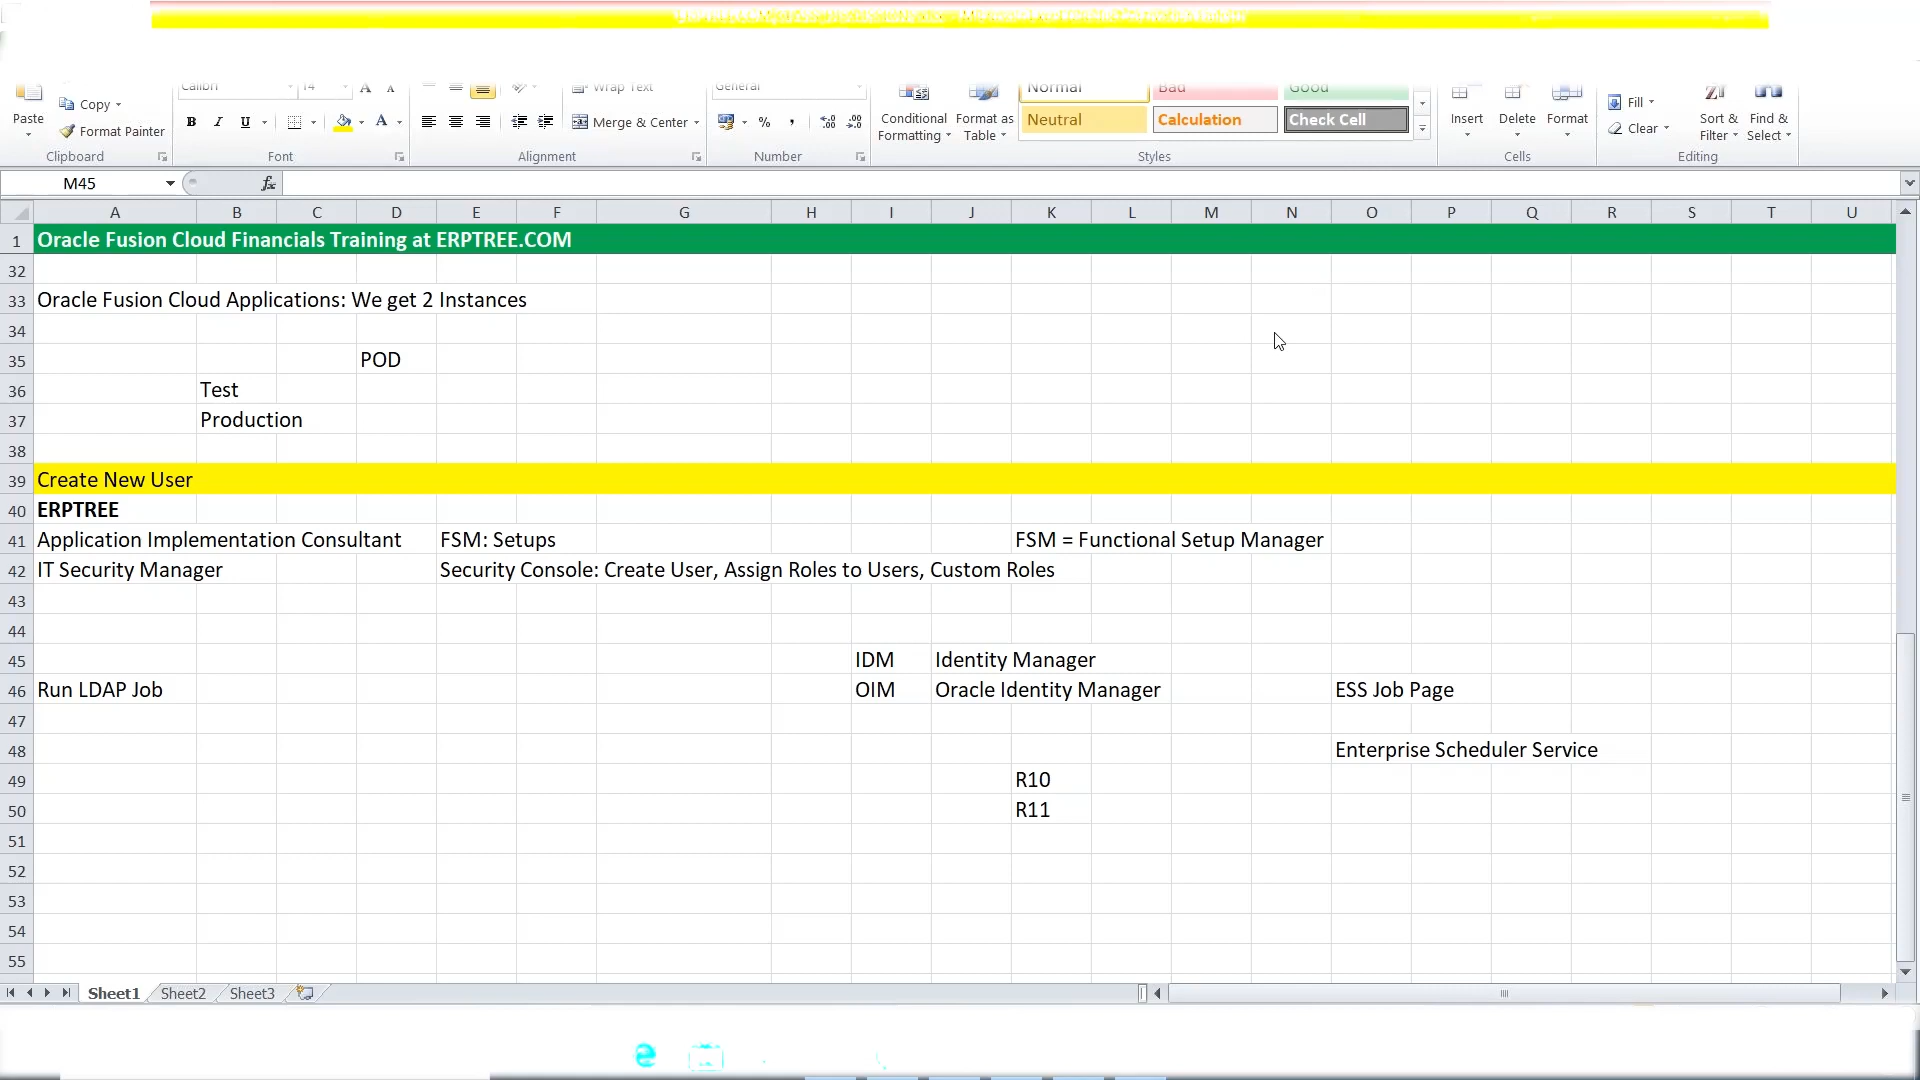 Calibri 14 A A Wrap Text General Normal Bad Good
Paste Copy Format Painter B I U A Merge & Center % , Conditional Formatting Format as Table Neutral Calculation Check Cell Insert Delete Format Fill Clear Sort & Filter Find & Select
Clipboard Font Alignment Number Styles Cells Editing
M45 fx
A B C D E F G H I J K L M N O P Q R S T U
1 Oracle Fusion Cloud Financials Training at ERPTREE.COM
32
33 Oracle Fusion Cloud Applications: We get 2 Instances
34
35 POD
36 Test
37 Production
38
39 Create New User
40 ERPTREE
41 Application Implementation Consultant FSM: Setups FSM = Functional Setup Manager
42 IT Security Manager Security Console: Create User, Assign Roles to Users, Custom Roles
43
44
45 IDM Identity Manager
46 Run LDAP Job OIM Oracle Identity Manager ESS Job Page
47
48 Enterprise Scheduler Service
49 R10
50 R11
51
52
53
54
55
Sheet1 Sheet2 Sheet3